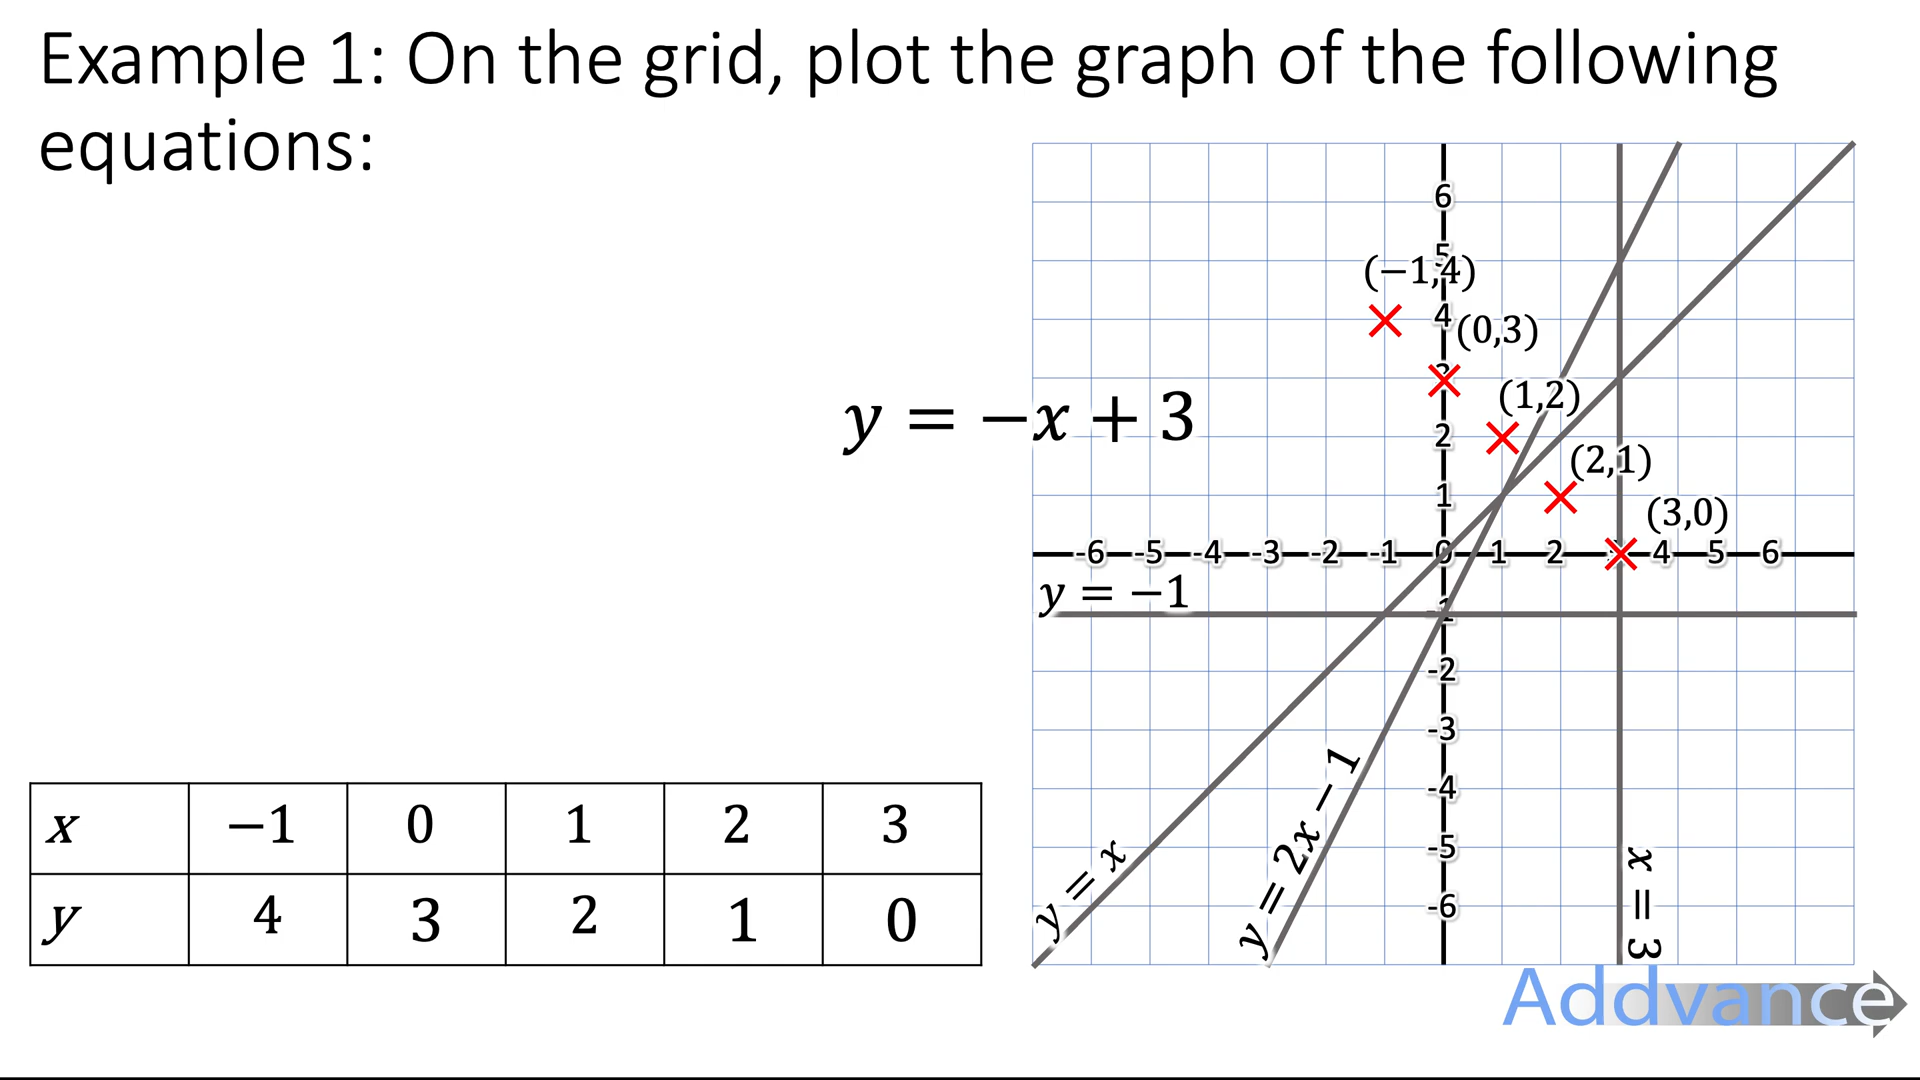 Example 1: On the grid, plot the graph of the following
equations:
6
5
(−1,4)
4
(0,3)
3
(1,2)
y = −x + 3
2
(2,1)
1
(3,0)
-6 -5 -4 -3 -2 -1 0 1 2 4 5 6
y = −1
-1
-2
-3
-4
-5
-6
y = x
y = 2x − 1
x = 3
x −1 0 1 2 3
y 4 3 2 1 0
Addvance